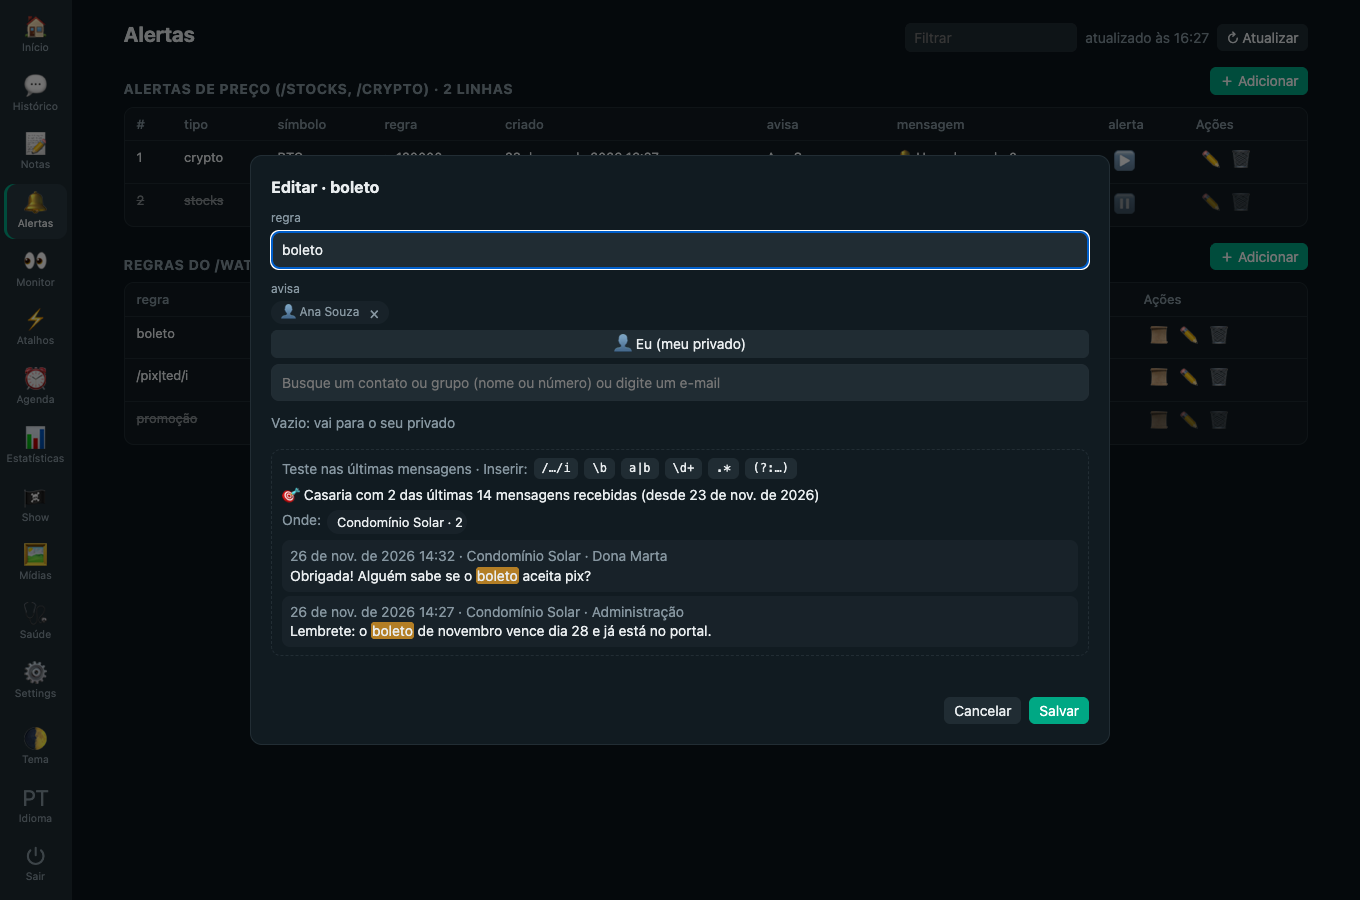 Início
Histórico
Notas
Alertas
Monitor
Atalhos
Agenda
Estatísticas
Show
Mídias
Saúde
Settings
Tema
PT
Idioma
Sair
Alertas
Filtrar
atualizado às 16:27
↻ Atualizar
ALERTAS DE PREÇO (/STOCKS, /CRYPTO) · 2 LINHAS
+ Adicionar
# tipo símbolo regra criado avisa mensagem alerta Ações
1 crypto
2 stocks
REGRAS DO /WAT
+ Adicionar
regra
Ações
boleto
/pix|ted/i
promoção
Editar · boleto
regra
boleto
avisa
Ana Souza ×
Eu (meu privado)
Busque um contato ou grupo (nome ou número) ou digite um e-mail
Vazio: vai para o seu privado
Teste nas últimas mensagens · Inserir: /…/i \b a|b \d+ .* (?:…)
Casaria com 2 das últimas 14 mensagens recebidas (desde 23 de nov. de 2026)
Onde: Condomínio Solar · 2
26 de nov. de 2026 14:32 · Condomínio Solar · Dona Marta
Obrigada! Alguém sabe se o boleto aceita pix?
26 de nov. de 2026 14:27 · Condomínio Solar · Administração
Lembrete: o boleto de novembro vence dia 28 e já está no portal.
Cancelar
Salvar